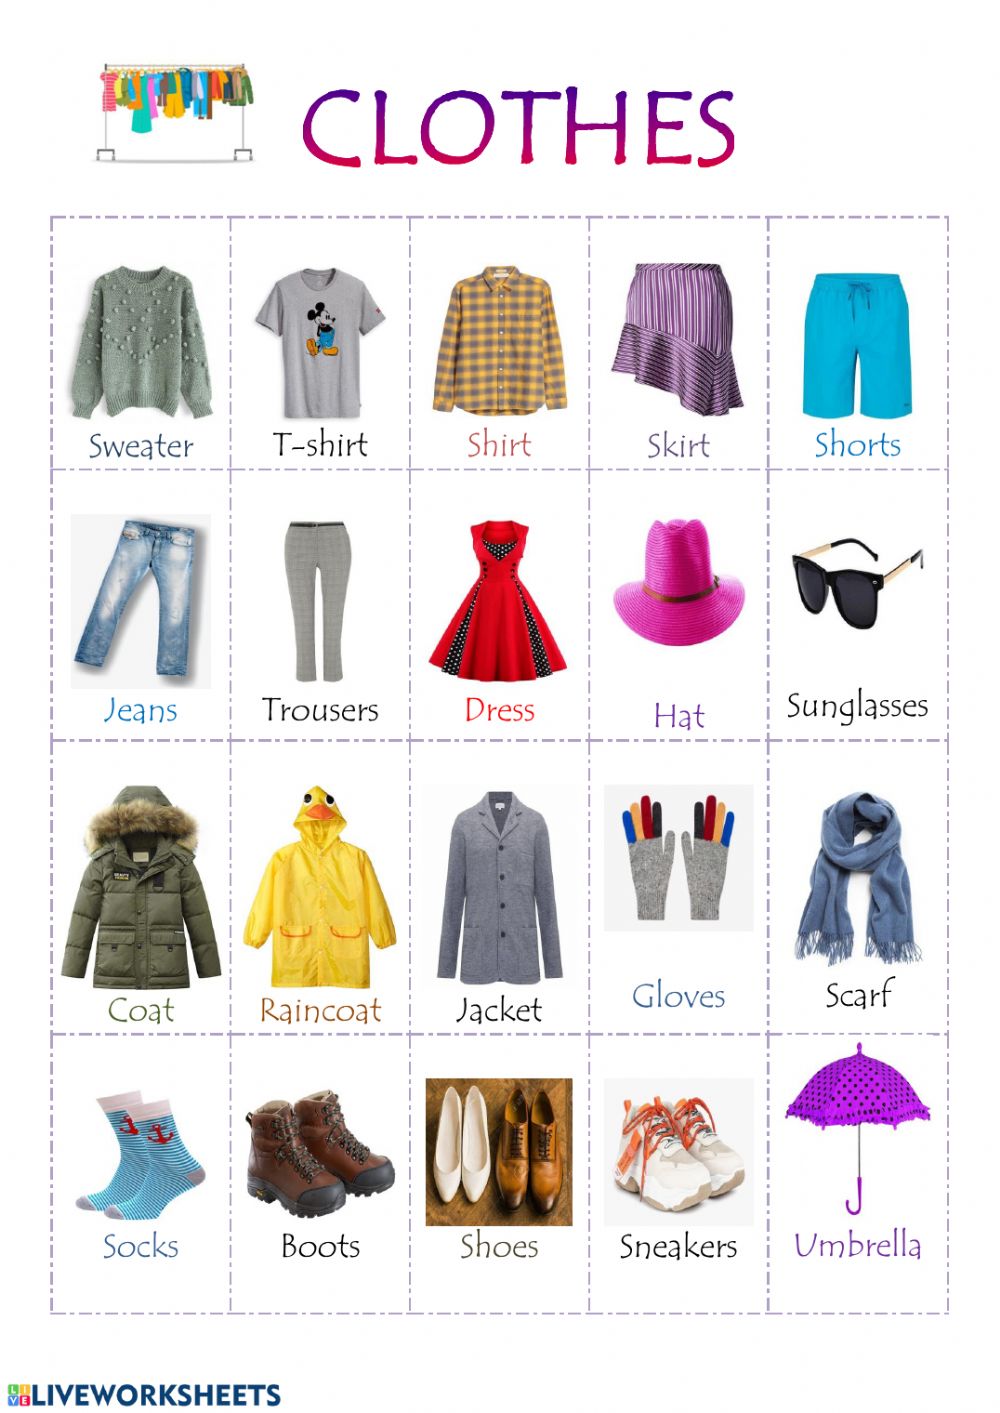 CLOTHES
Sweater
T-shirt
Shirt
Skirt
Shorts
Jeans
Trousers
Dress
Hat
Sunglasses
Coat
Raincoat
Jacket
Gloves
Scarf
Socks
Boots
Shoes
Sneakers
Umbrella
LIVE LIVEWORKSHEETS